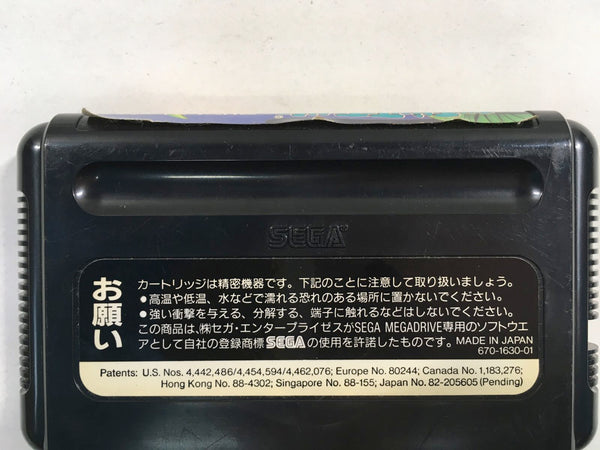 SEGA
お願い
カートリッジは精密機器です。下記のことに注意して取り扱いましょう。
●高温や低温、水などで濡れる恐れのある場所に置かないでください。
●強い衝撃を与える、分解する、端子に触れるなどはしないでください。
この商品は、㈱セガ・エンタープライゼスがSEGA MEGADRIVE専用のソフトウエ
アとして自社の登録商標SEGAの使用を許諾したものです。MADE IN JAPAN
670-1630-01
Patents: U.S. Nos. 4,442,486/4,454,594/4,462,076; Europe No. 80244; Canada No. 1,183,276;
Hong Kong No. 88-4302; Singapore No. 88-155; Japan No. 82-205605 (Pending)